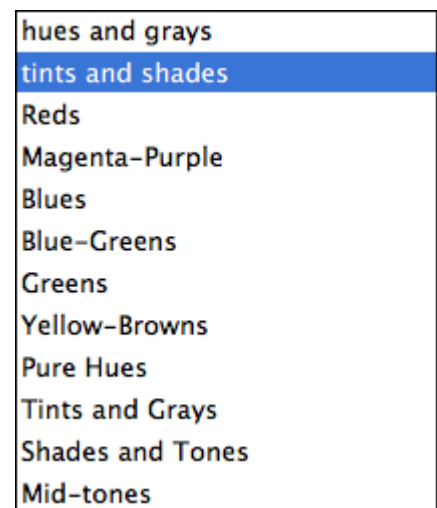 hues and grays
tints and shades
Reds
Magenta-Purple
Blues
Blue-Greens
Greens
Yellow-Browns
Pure Hues
Tints and Grays
Shades and Tones
Mid-tones